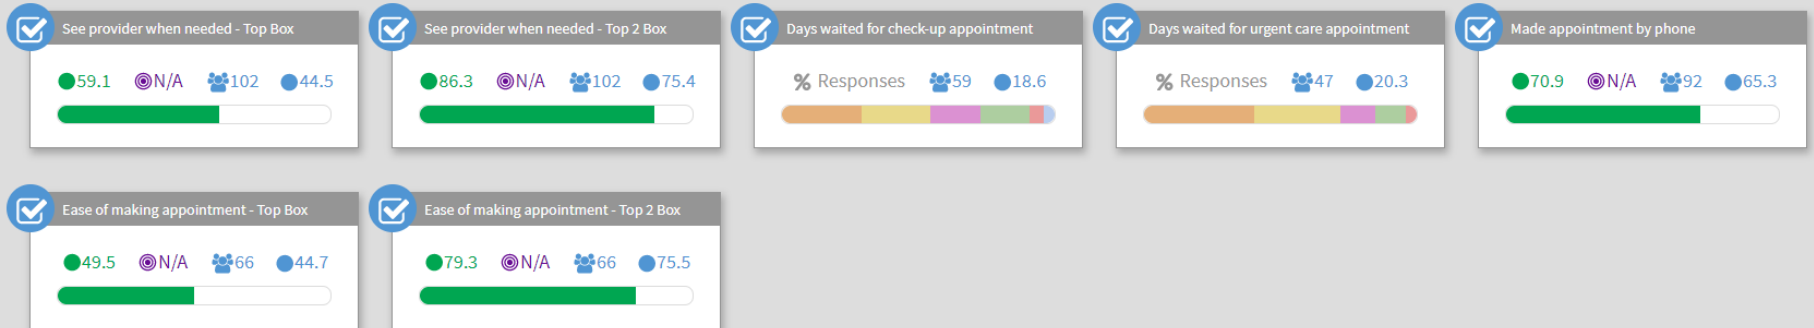 See provider when needed - Top Box
59.1 N/A 102 44.5
See provider when needed - Top 2 Box
86.3 N/A 102 75.4
Days waited for check-up appointment
% Responses 59 18.6
Days waited for urgent care appointment
% Responses 47 20.3
Made appointment by phone
70.9 N/A 92 65.3
Ease of making appointment - Top Box
49.5 N/A 66 44.7
Ease of making appointment - Top 2 Box
79.3 N/A 66 75.5